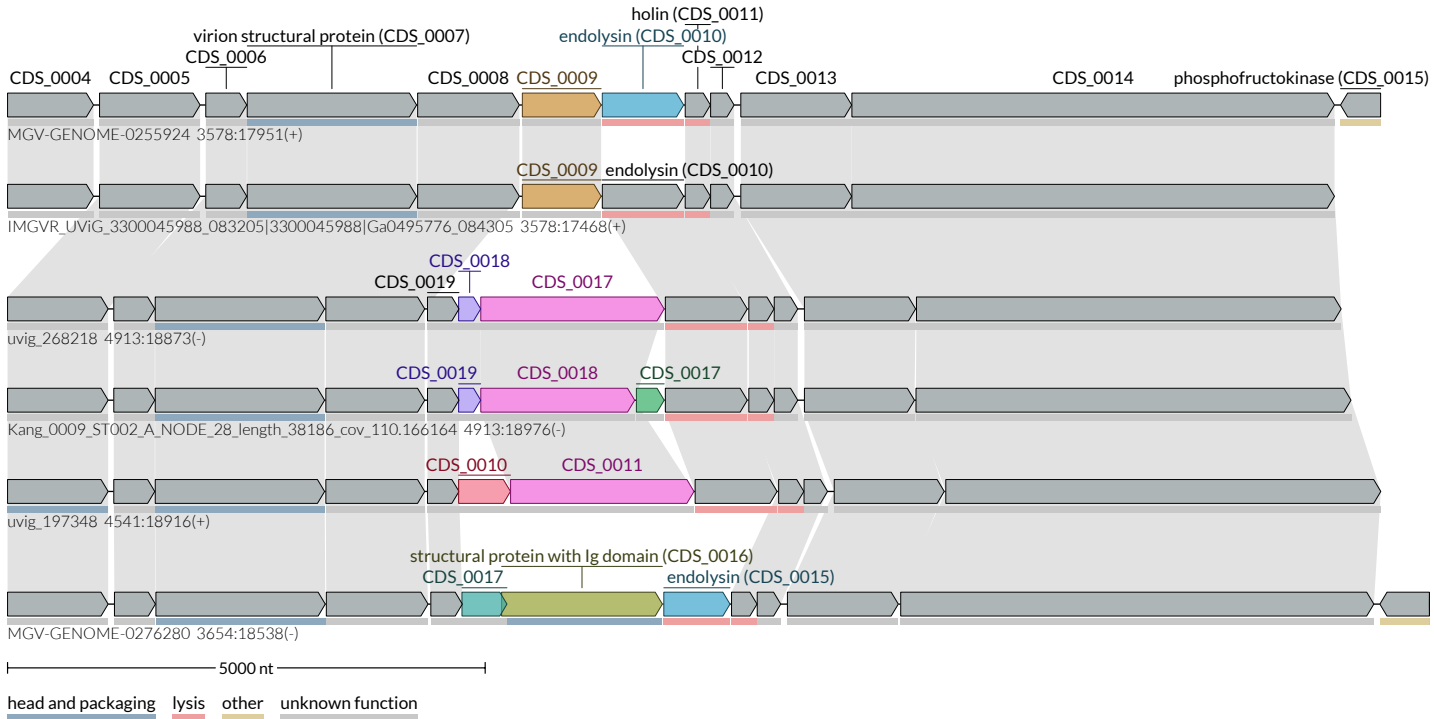 holin (CDS_0011)
virion structural protein (CDS_0007) endolysin (CDS_0010)
CDS_0006 CDS_0012
CDS_0004 CDS_0005 CDS_0008 CDS_0009 CDS_0013 CDS_0014 phosphofructokinase (CDS_0015)
MGV-GENOME-0255924 3578:17951(+)
CDS_0009 endolysin (CDS_0010)
IMGVR_UViG_3300045988_083205|3300045988|Ga0495776_084305 3578:17468(+)
CDS_0018
CDS_0019 CDS_0017
uvig_268218 4913:18873(-)
CDS_0019 CDS_0018 CDS_0017
Kang_0009_ST002_A_NODE_28_length_38186_cov_110.166164 4913:18976(-)
CDS_0010 CDS_0011
uvig_197348 4541:18916(+)
structural protein with Ig domain (CDS_0016)
CDS_0017 endolysin (CDS_0015)
MGV-GENOME-0276280 3654:18538(-)
5000 nt
head and packaging lysis other unknown function